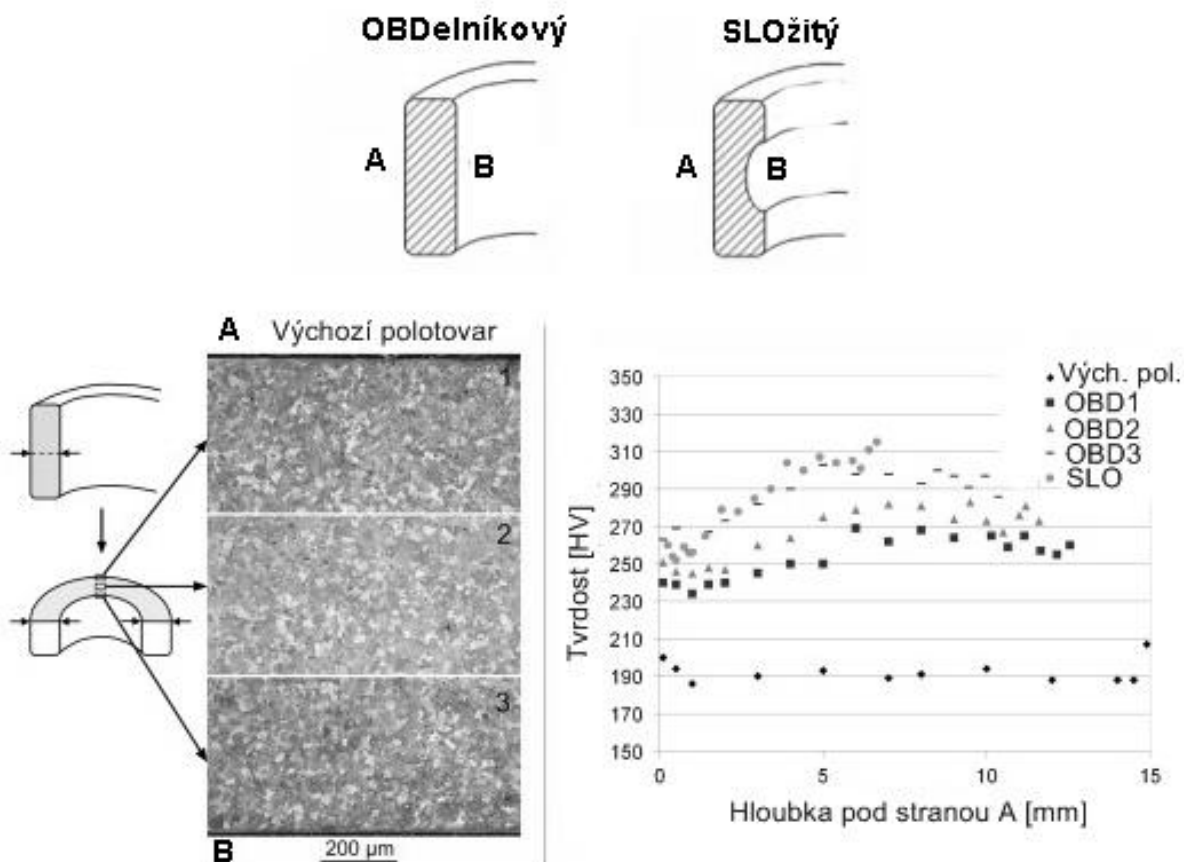 OBDelníkový SLOžitý
A B A B
A Výchozí polotovar
1
2
3
B 200 µm
350
330
310
290
270
250
230
210
190
170
150
0 5 10 15
Tvrdost [HV]
Hloubka pod stranou A [mm]
Vých. pol.
OBD1
OBD2
OBD3
SLO